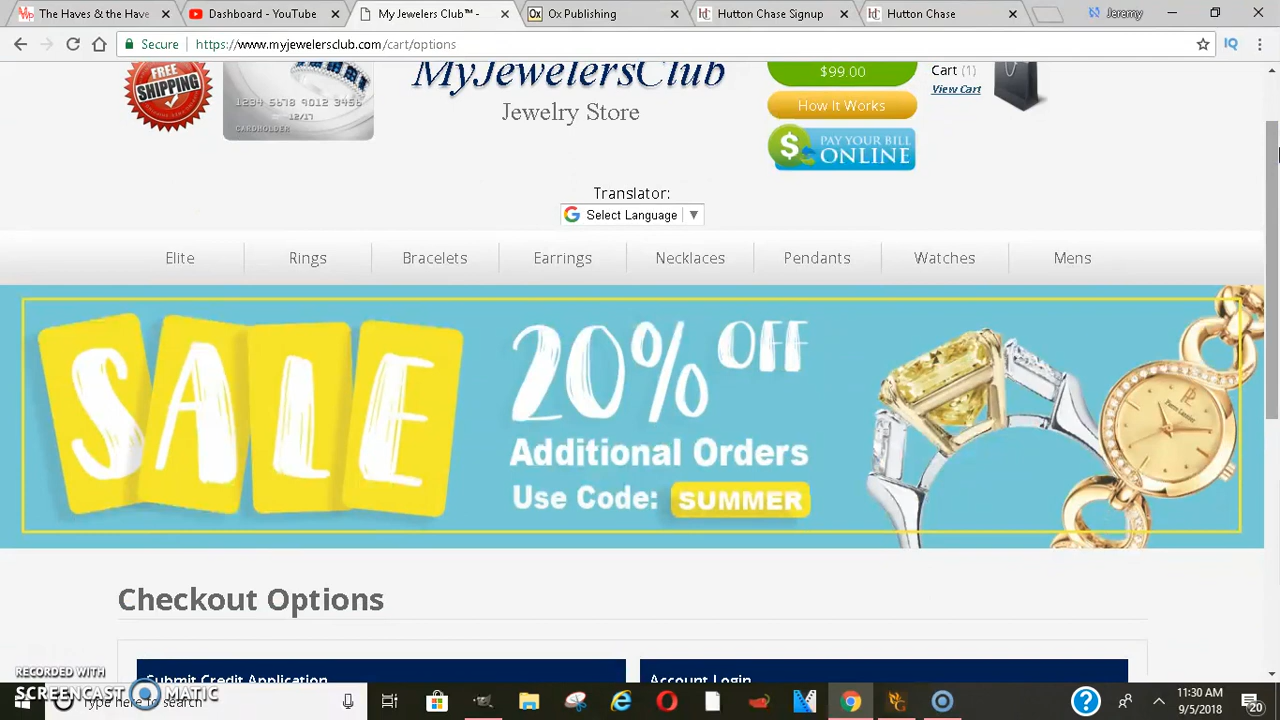 The Haves & the Have
Dashboard - YouTube
My Jewelers Club™ -
Ox Publishing
Hutton Chase Signup
Hutton Chase
Jeremy
Secure
https://www.myjewelersclub.com/cart/options
IQ
FREE
SHIPPING
1234 5678 9012 3456
12/17
CARDHOLDER
MyJewelersClub
Jewelry Store
$99.00
How It Works
PAY YOUR BILL
ONLINE
Cart (1)
View Cart
Translator:
Select Language
Elite
Rings
Bracelets
Earrings
Necklaces
Pendants
Watches
Mens
SALE
20% OFF
Additional Orders
Use Code: SUMMER
Checkout Options
Submit Credit Application
Account Login
RECORDED WITH
SCREENCAST MATIC
Type here to search
11:30 AM
9/5/2018
20